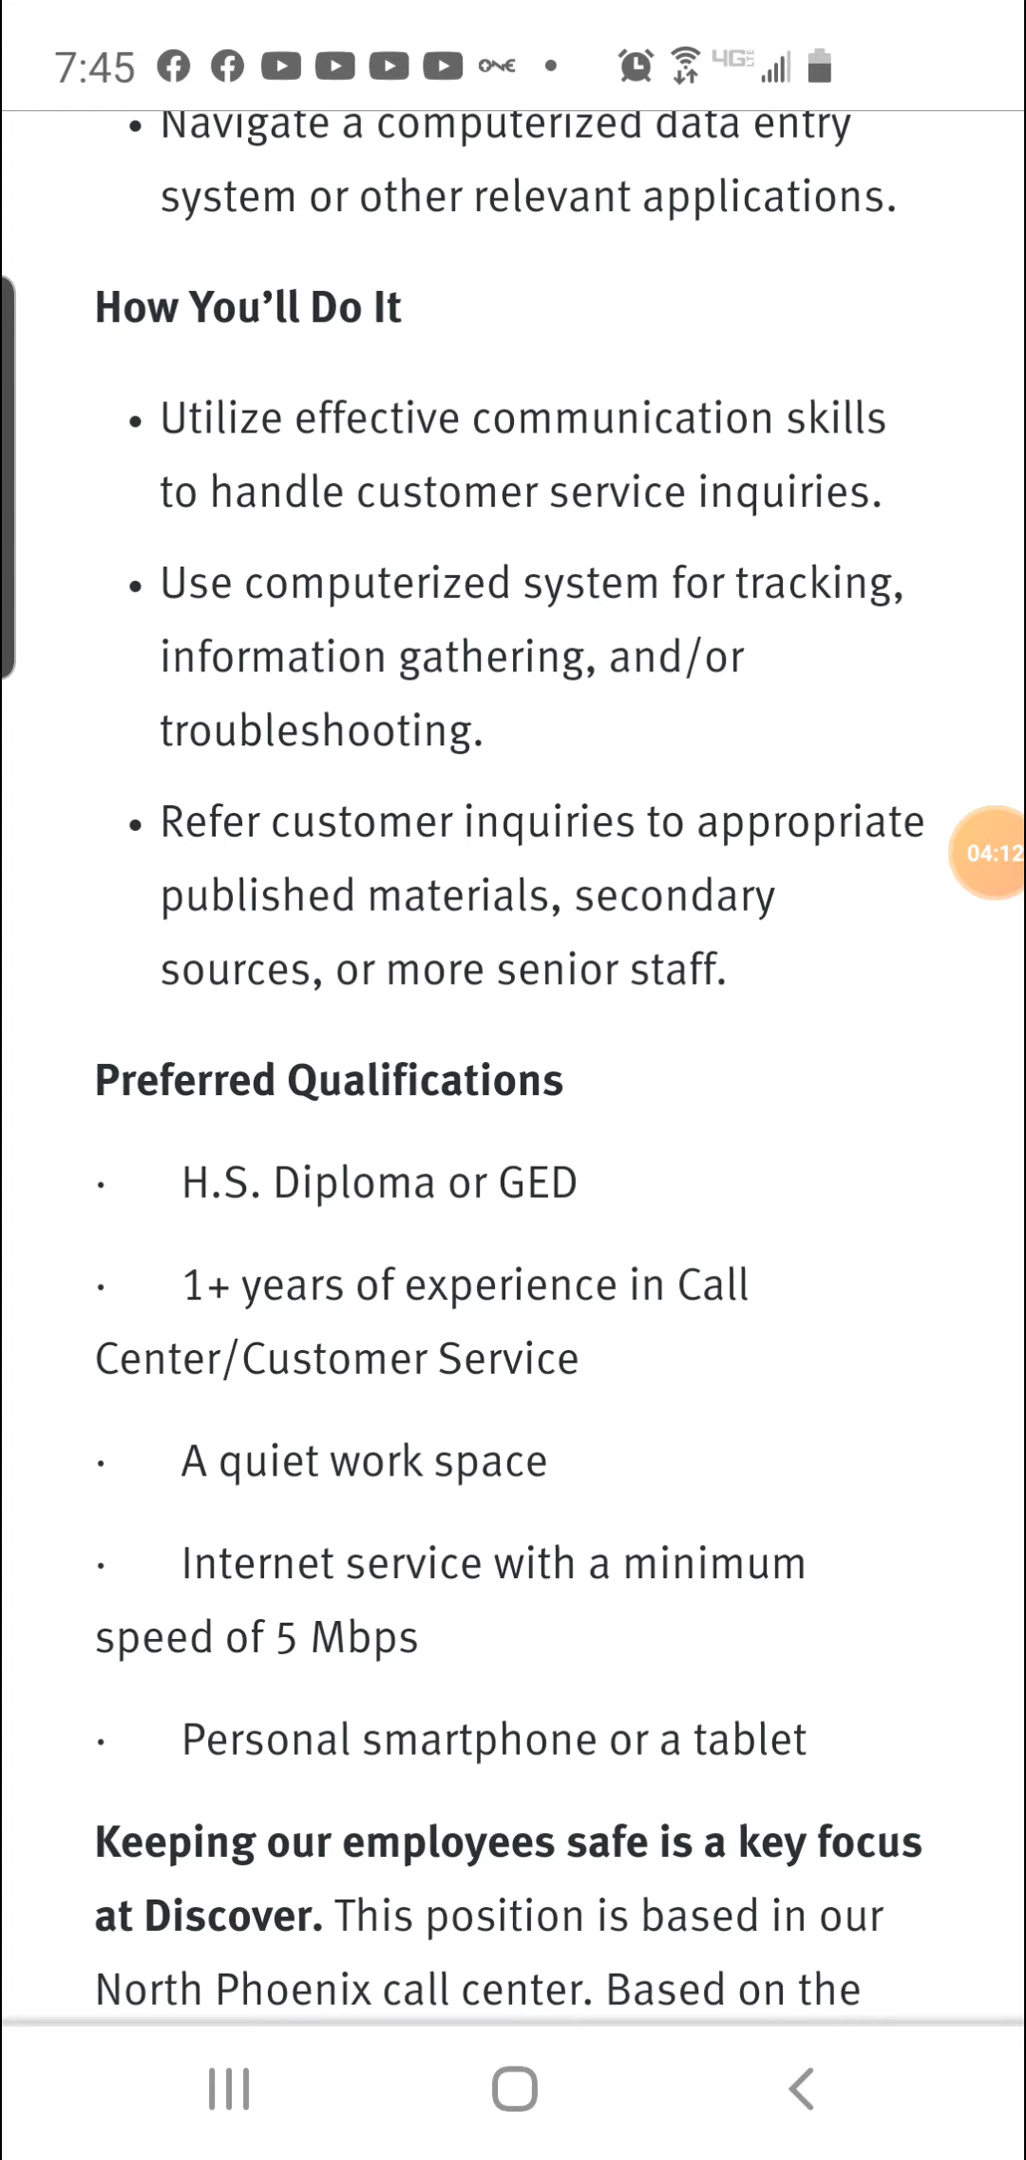 7:45 ONE 4GE
• Navigate a computerized data entry
system or other relevant applications.
How You’ll Do It
• Utilize effective communication skills
to handle customer service inquiries.
• Use computerized system for tracking,
information gathering, and/or
troubleshooting.
• Refer customer inquiries to appropriate
04:12
published materials, secondary
sources, or more senior staff.
Preferred Qualifications
· H.S. Diploma or GED
· 1+ years of experience in Call
Center/Customer Service
· A quiet work space
· Internet service with a minimum
speed of 5 Mbps
· Personal smartphone or a tablet
Keeping our employees safe is a key focus
at Discover. This position is based in our
North Phoenix call center. Based on the